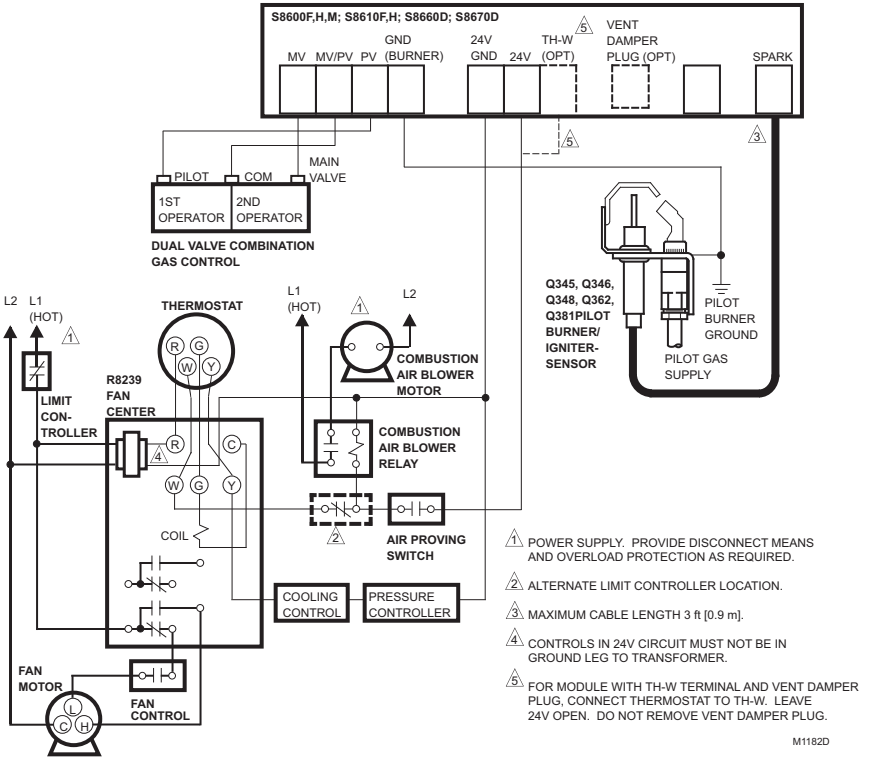 S8600F,H,M; S8610F,H; S8660D; S8670D
MV MV/PV PV
GND
(BURNER)
24V
GND
24V
TH-W
(OPT)
5
VENT
DAMPER
PLUG (OPT)
SPARK
5
3
PILOT
COM
MAIN
VALVE
1ST
OPERATOR
2ND
OPERATOR
DUAL VALVE COMBINATION
GAS CONTROL
Q345, Q346,
Q348, Q362,
Q381PILOT
BURNER/
IGNITER-
SENSOR
PILOT
BURNER
GROUND
PILOT GAS
SUPPLY
L2
L1
(HOT)
1
LIMIT
CON-
TROLLER
THERMOSTAT
R G
W Y
L1
(HOT)
1
L2
COMBUSTION
AIR BLOWER
MOTOR
R8239
FAN
CENTER
R
4
C
W G Y
COIL
COMBUSTION
AIR BLOWER
RELAY
2
AIR PROVING
SWITCH
COOLING
CONTROL
PRESSURE
CONTROLLER
FAN
MOTOR
L
C H
FAN
CONTROL
1 POWER SUPPLY. PROVIDE DISCONNECT MEANS
AND OVERLOAD PROTECTION AS REQUIRED.
2 ALTERNATE LIMIT CONTROLLER LOCATION.
3 MAXIMUM CABLE LENGTH 3 ft [0.9 m].
4 CONTROLS IN 24V CIRCUIT MUST NOT BE IN
GROUND LEG TO TRANSFORMER.
5 FOR MODULE WITH TH-W TERMINAL AND VENT DAMPER
PLUG, CONNECT THERMOSTAT TO TH-W. LEAVE
24V OPEN. DO NOT REMOVE VENT DAMPER PLUG.
M1182D